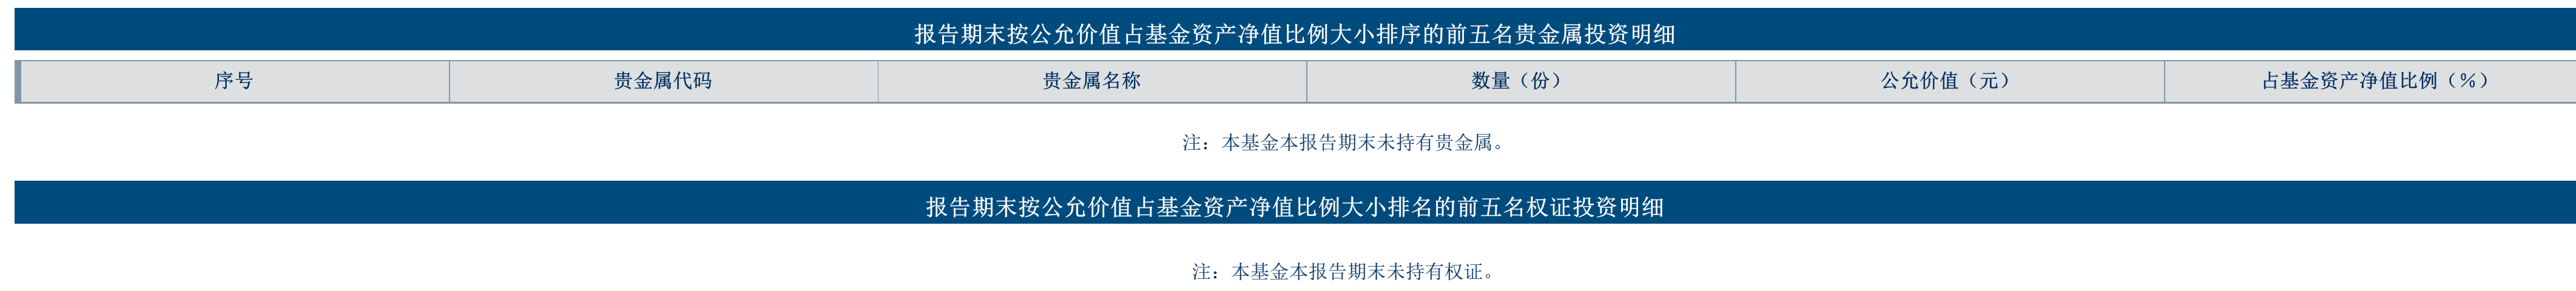 报告期末按公允价值占基金资产净值比例大小排序的前五名贵金属投资明细
序号 贵金属代码 贵金属名称 数量（份） 公允价值（元） 占基金资产净值比例（%）
注：本基金本报告期末未持有贵金属。
报告期末按公允价值占基金资产净值比例大小排名的前五名权证投资明细
注：本基金本报告期末未持有权证。